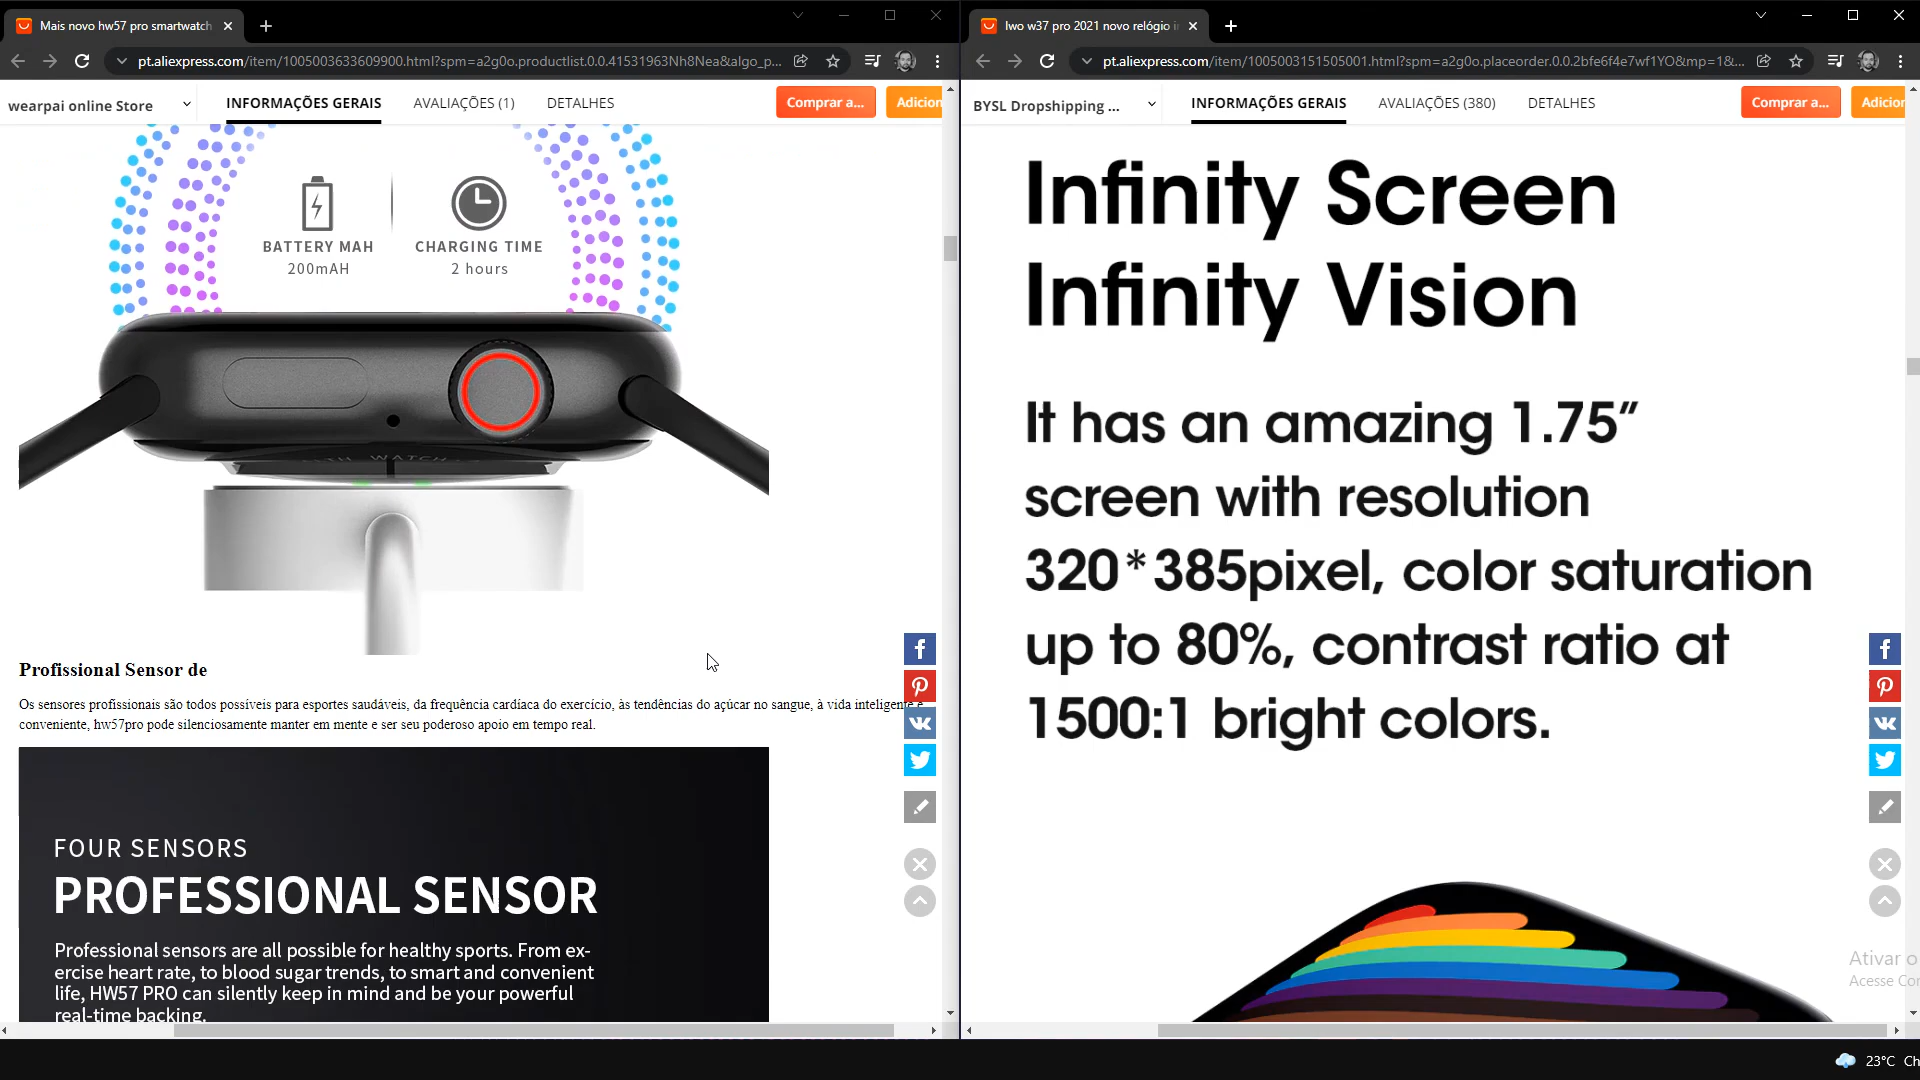 Mais novo hw57 pro smartwatch
pt.aliexpress.com/item/1005003633609900.html?spm=a2g0o.productlist.0.0.41531963Nh8Nea&algo_p...
wearpai online Store
INFORMAÇÕES GERAIS
AVALIAÇÕES (1)
DETALHES
Comprar a...
Adicion
BATTERY MAH
200mAH
CHARGING TIME
2 hours
WATCH
Profissional Sensor de
Os sensores profissionais são todos possíveis para esportes saudáveis, da frequência cardíaca do exercício, às tendências do açúcar no sangue, à vida inteligente e
conveniente, hw57pro pode silenciosamente manter em mente e ser seu poderoso apoio em tempo real.
FOUR SENSORS
PROFESSIONAL SENSOR
Professional sensors are all possible for healthy sports. From ex-
ercise heart rate, to blood sugar trends, to smart and convenient
life, HW57 PRO can silently keep in mind and be your powerful
real-time backing.
Iwo w37 pro 2021 novo relógio
pt.aliexpress.com/item/1005003151505001.html?spm=a2g0o.placeorder.0.0.2bfe6f4e7wf1YO&mp=1&...
BYSL Dropshipping ...
INFORMAÇÕES GERAIS
AVALIAÇÕES (380)
DETALHES
Comprar a...
Adicion
Infinity Screen
Infinity Vision
It has an amazing 1.75”
screen with resolution
320*385pixel, color saturation
up to 80%, contrast ratio at
1500:1 bright colors.
Ativar o
Acesse Con
23°C Ch